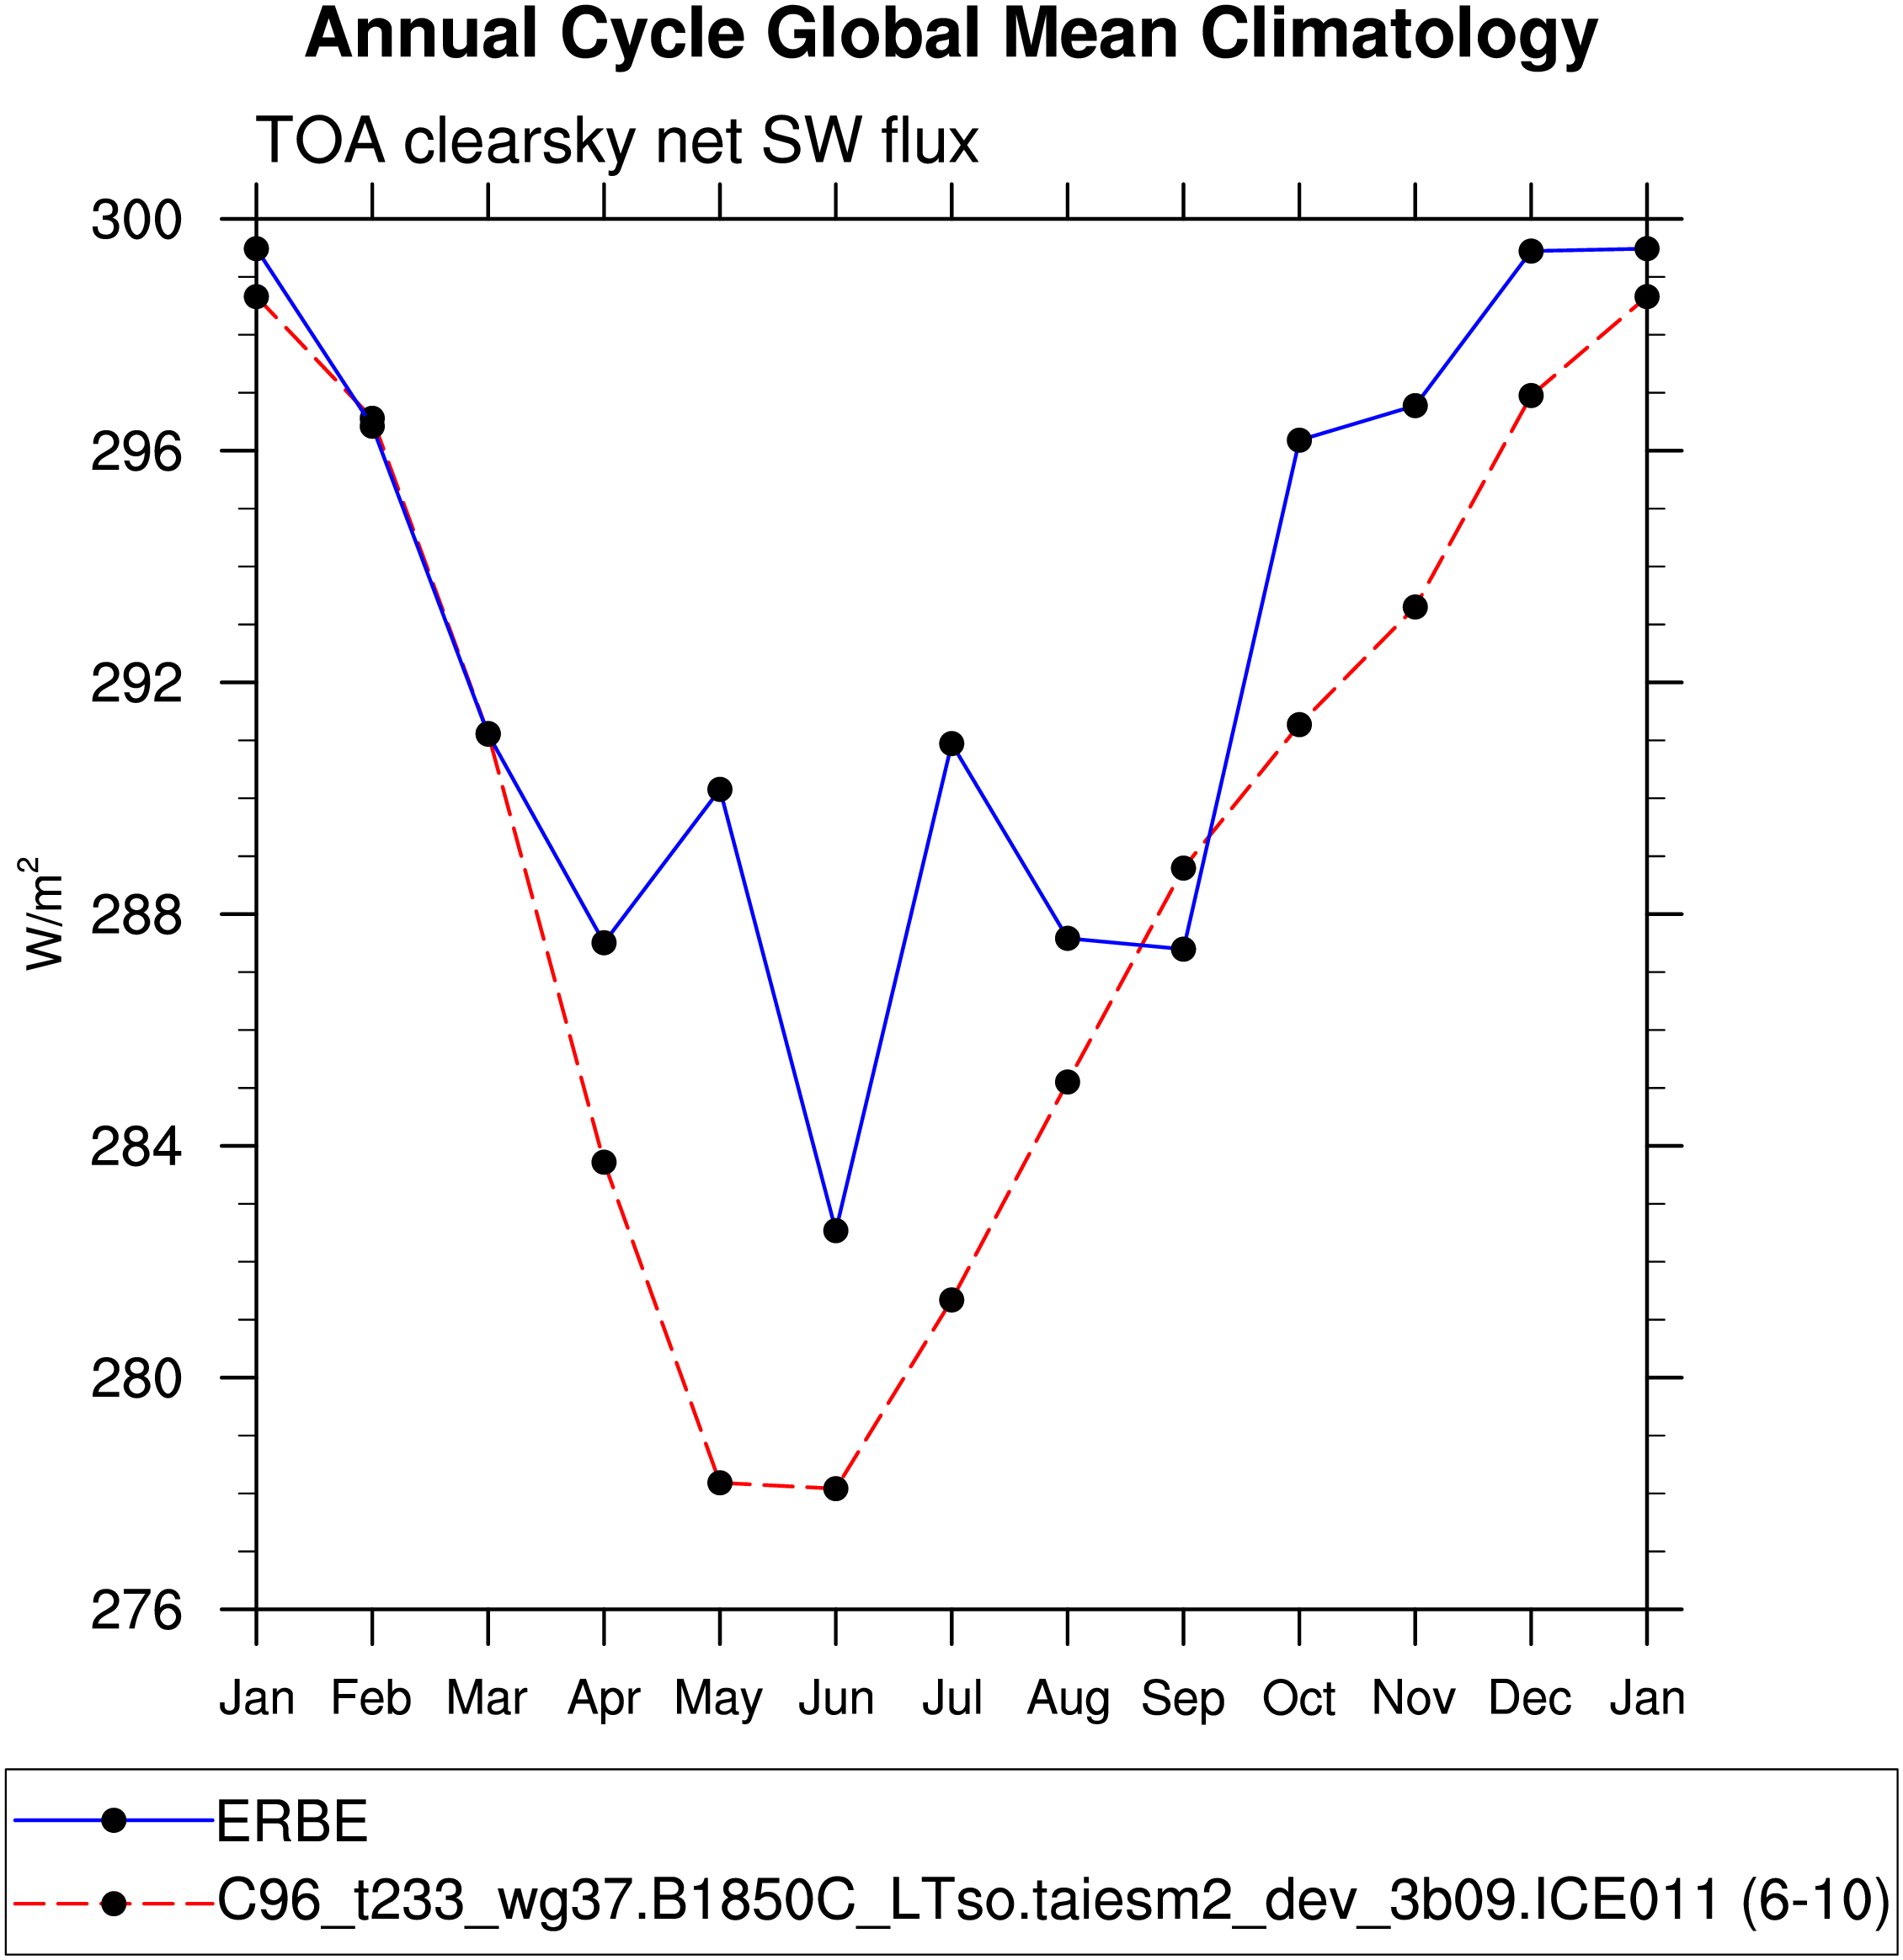 Annual Cycle Global Mean Climatology
TOA clearsky net SW flux
300
296
292
288
284
280
276
W/m²
Jan Feb Mar Apr May Jun Jul Aug Sep Oct Nov Dec Jan
ERBE
C96_t233_wg37.B1850C_LTso.taiesm2_dev_3b09.ICE011 (6-10)